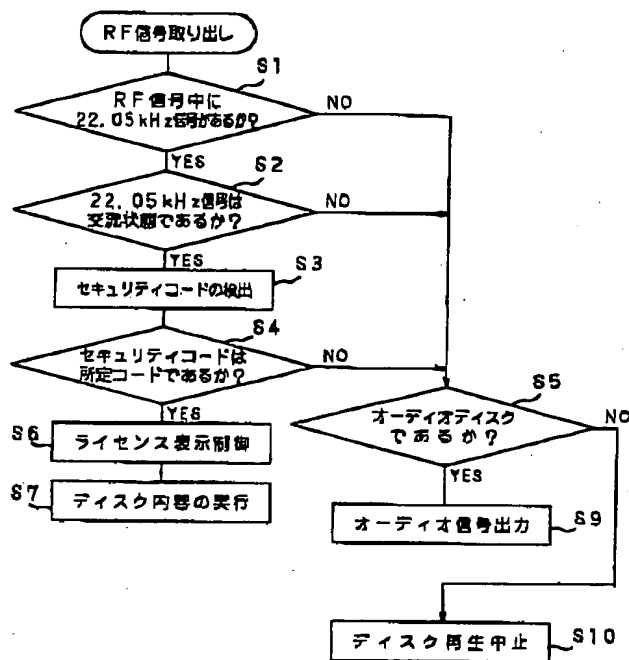 RF信号取り出し
S1
RF信号中に
22.05kHz信号があるか?
NO
YES
S2
22.05kHz信号は
交流状態であるか?
NO
YES
S3
セキュリティコードの検出
S4
セキュリティコードは
所定コードであるか?
NO
YES
S5
オーディオディスク
であるか?
NO
YES
S6
ライセンス表示制御
S7
ディスク内容の実行
オーディオ信号出力
S9
ディスク再生中止
S10